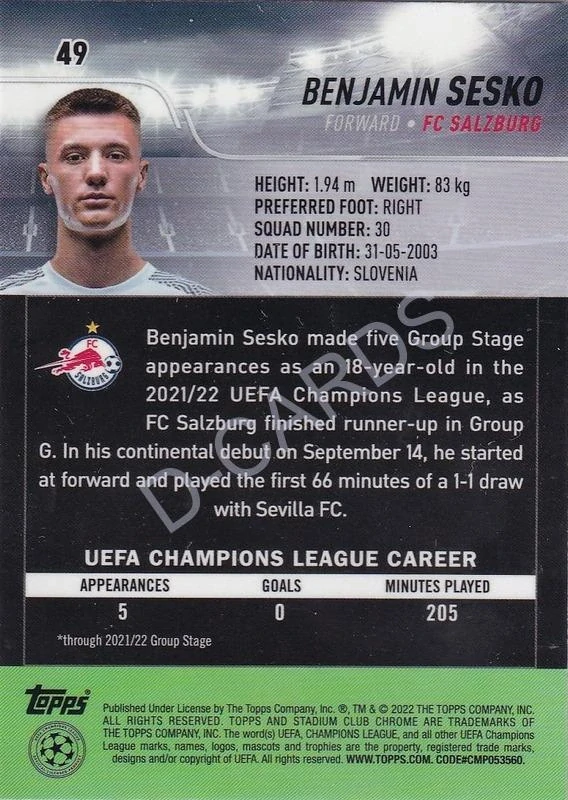 49
BENJAMIN SESKO
FORWARD • FC SALZBURG
HEIGHT: 1.94 m WEIGHT: 83 kg
PREFERRED FOOT: RIGHT
SQUAD NUMBER: 30
DATE OF BIRTH: 31-05-2003
NATIONALITY: SLOVENIA
FC
SALZBURG
Benjamin Sesko made five Group Stage
appearances as an 18-year-old in the
2021/22 UEFA Champions League, as
FC Salzburg finished runner-up in Group
G. In his continental debut on September 14, he started
at forward and played the first 66 minutes of a 1-1 draw
with Sevilla FC.
D-CARDS
UEFA CHAMPIONS LEAGUE CAREER
APPEARANCES GOALS MINUTES PLAYED
5 0 205
*through 2021/22 Group Stage
Topps
Published Under License by The Topps Company, Inc. ®, TM & © 2022 THE TOPPS COMPANY, INC.
ALL RIGHTS RESERVED. TOPPS AND STADIUM CLUB CHROME ARE TRADEMARKS OF
THE TOPPS COMPANY, INC. The word(s) UEFA, CHAMPIONS LEAGUE, and all other UEFA Champions
League marks, names, logos, mascots and trophies are the property, registered trade marks,
designs and/or copyright of UEFA. All rights reserved. WWW.TOPPS.COM. CODE#CMP053560.